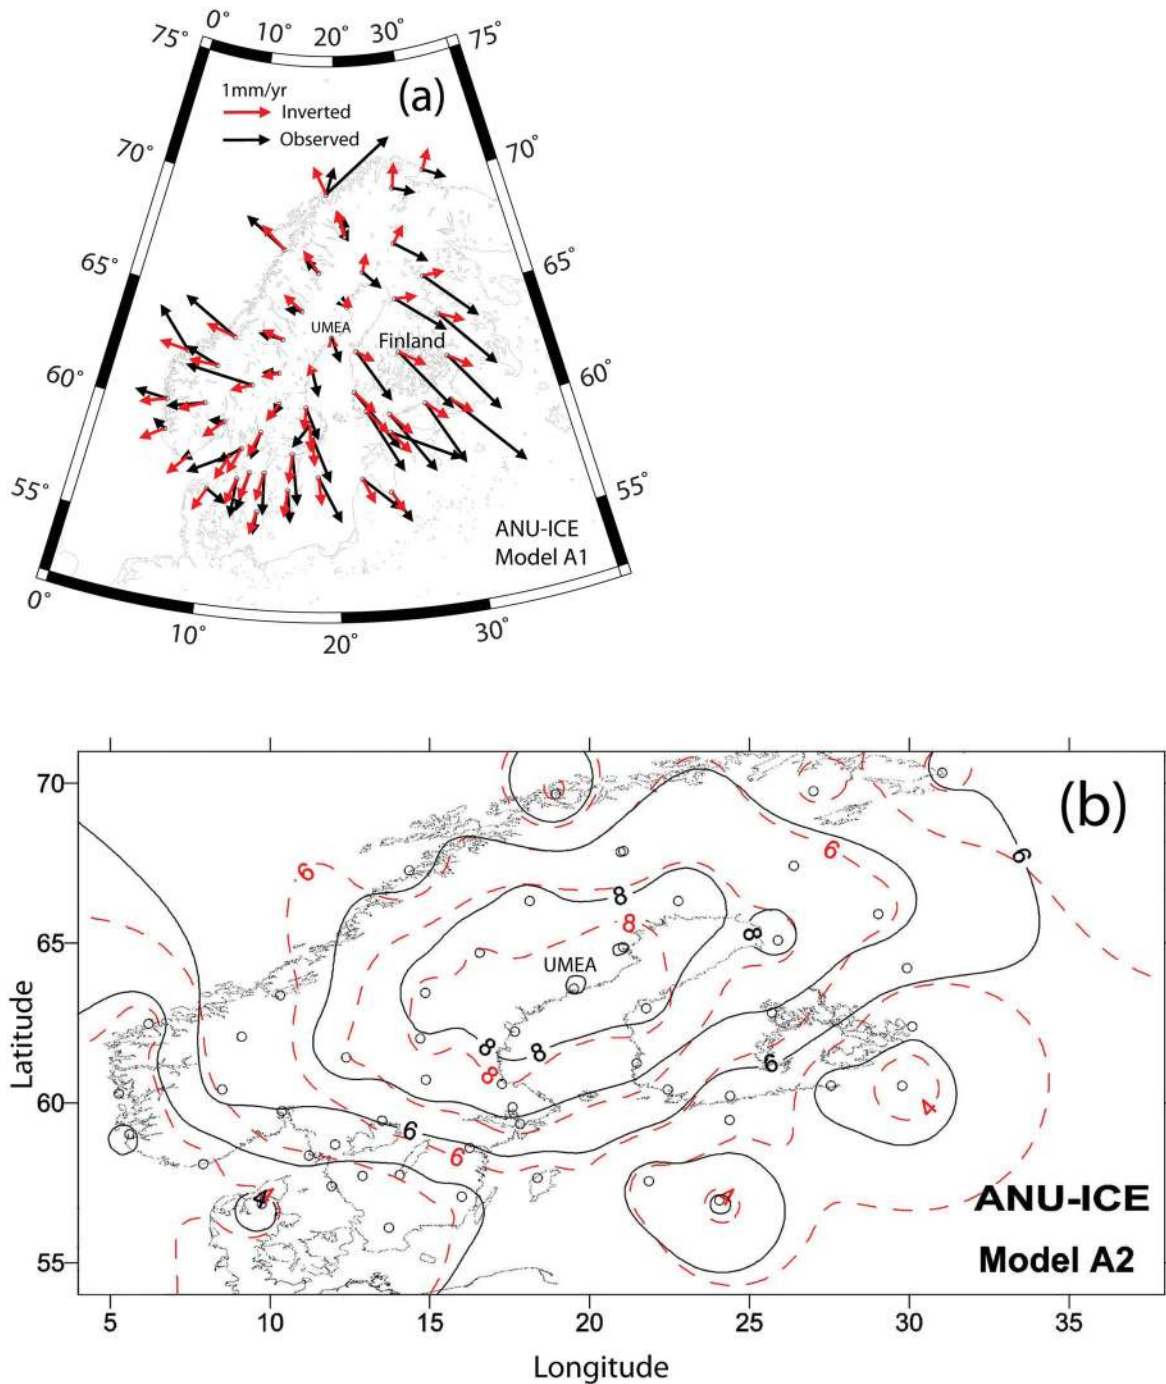 0° 10° 20° 30°
75° 75°
(a)
1mm/yr
Inverted
Observed
70° 70°
65° 65°
UMEA
Finland
60° 60°
55° 55°
ANU-ICE
Model A1
0° 10° 20° 30°
(b)
70
65
60
55
Latitude
6 6 6
8 8 8
UMEA
8 8 8
6 6 6
4 4 4 4
ANU-ICE
Model A2
5 10 15 20 25 30 35
Longitude